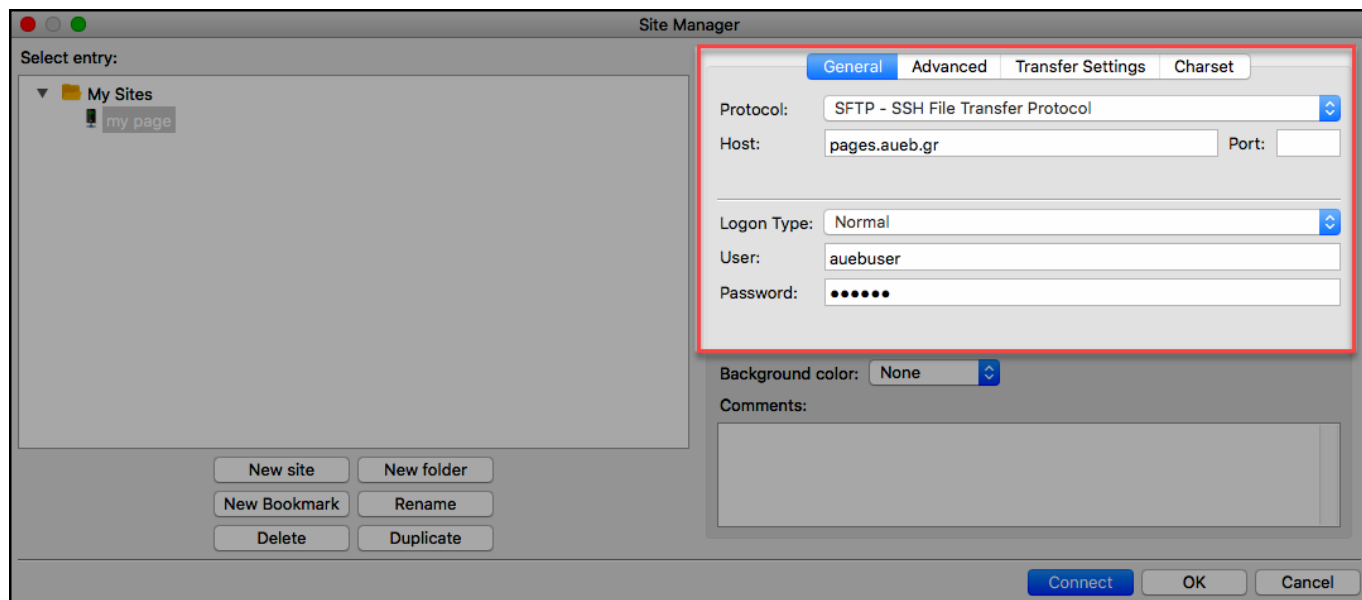 Site Manager
Select entry:
My Sites
my page
General Advanced Transfer Settings Charset
Protocol: SFTP - SSH File Transfer Protocol
Host: pages.aueb.gr Port:
Logon Type: Normal
User: auebuser
Password: ●●●●●●
Background color: None
Comments:
New site New folder
New Bookmark Rename
Delete Duplicate
Connect OK Cancel